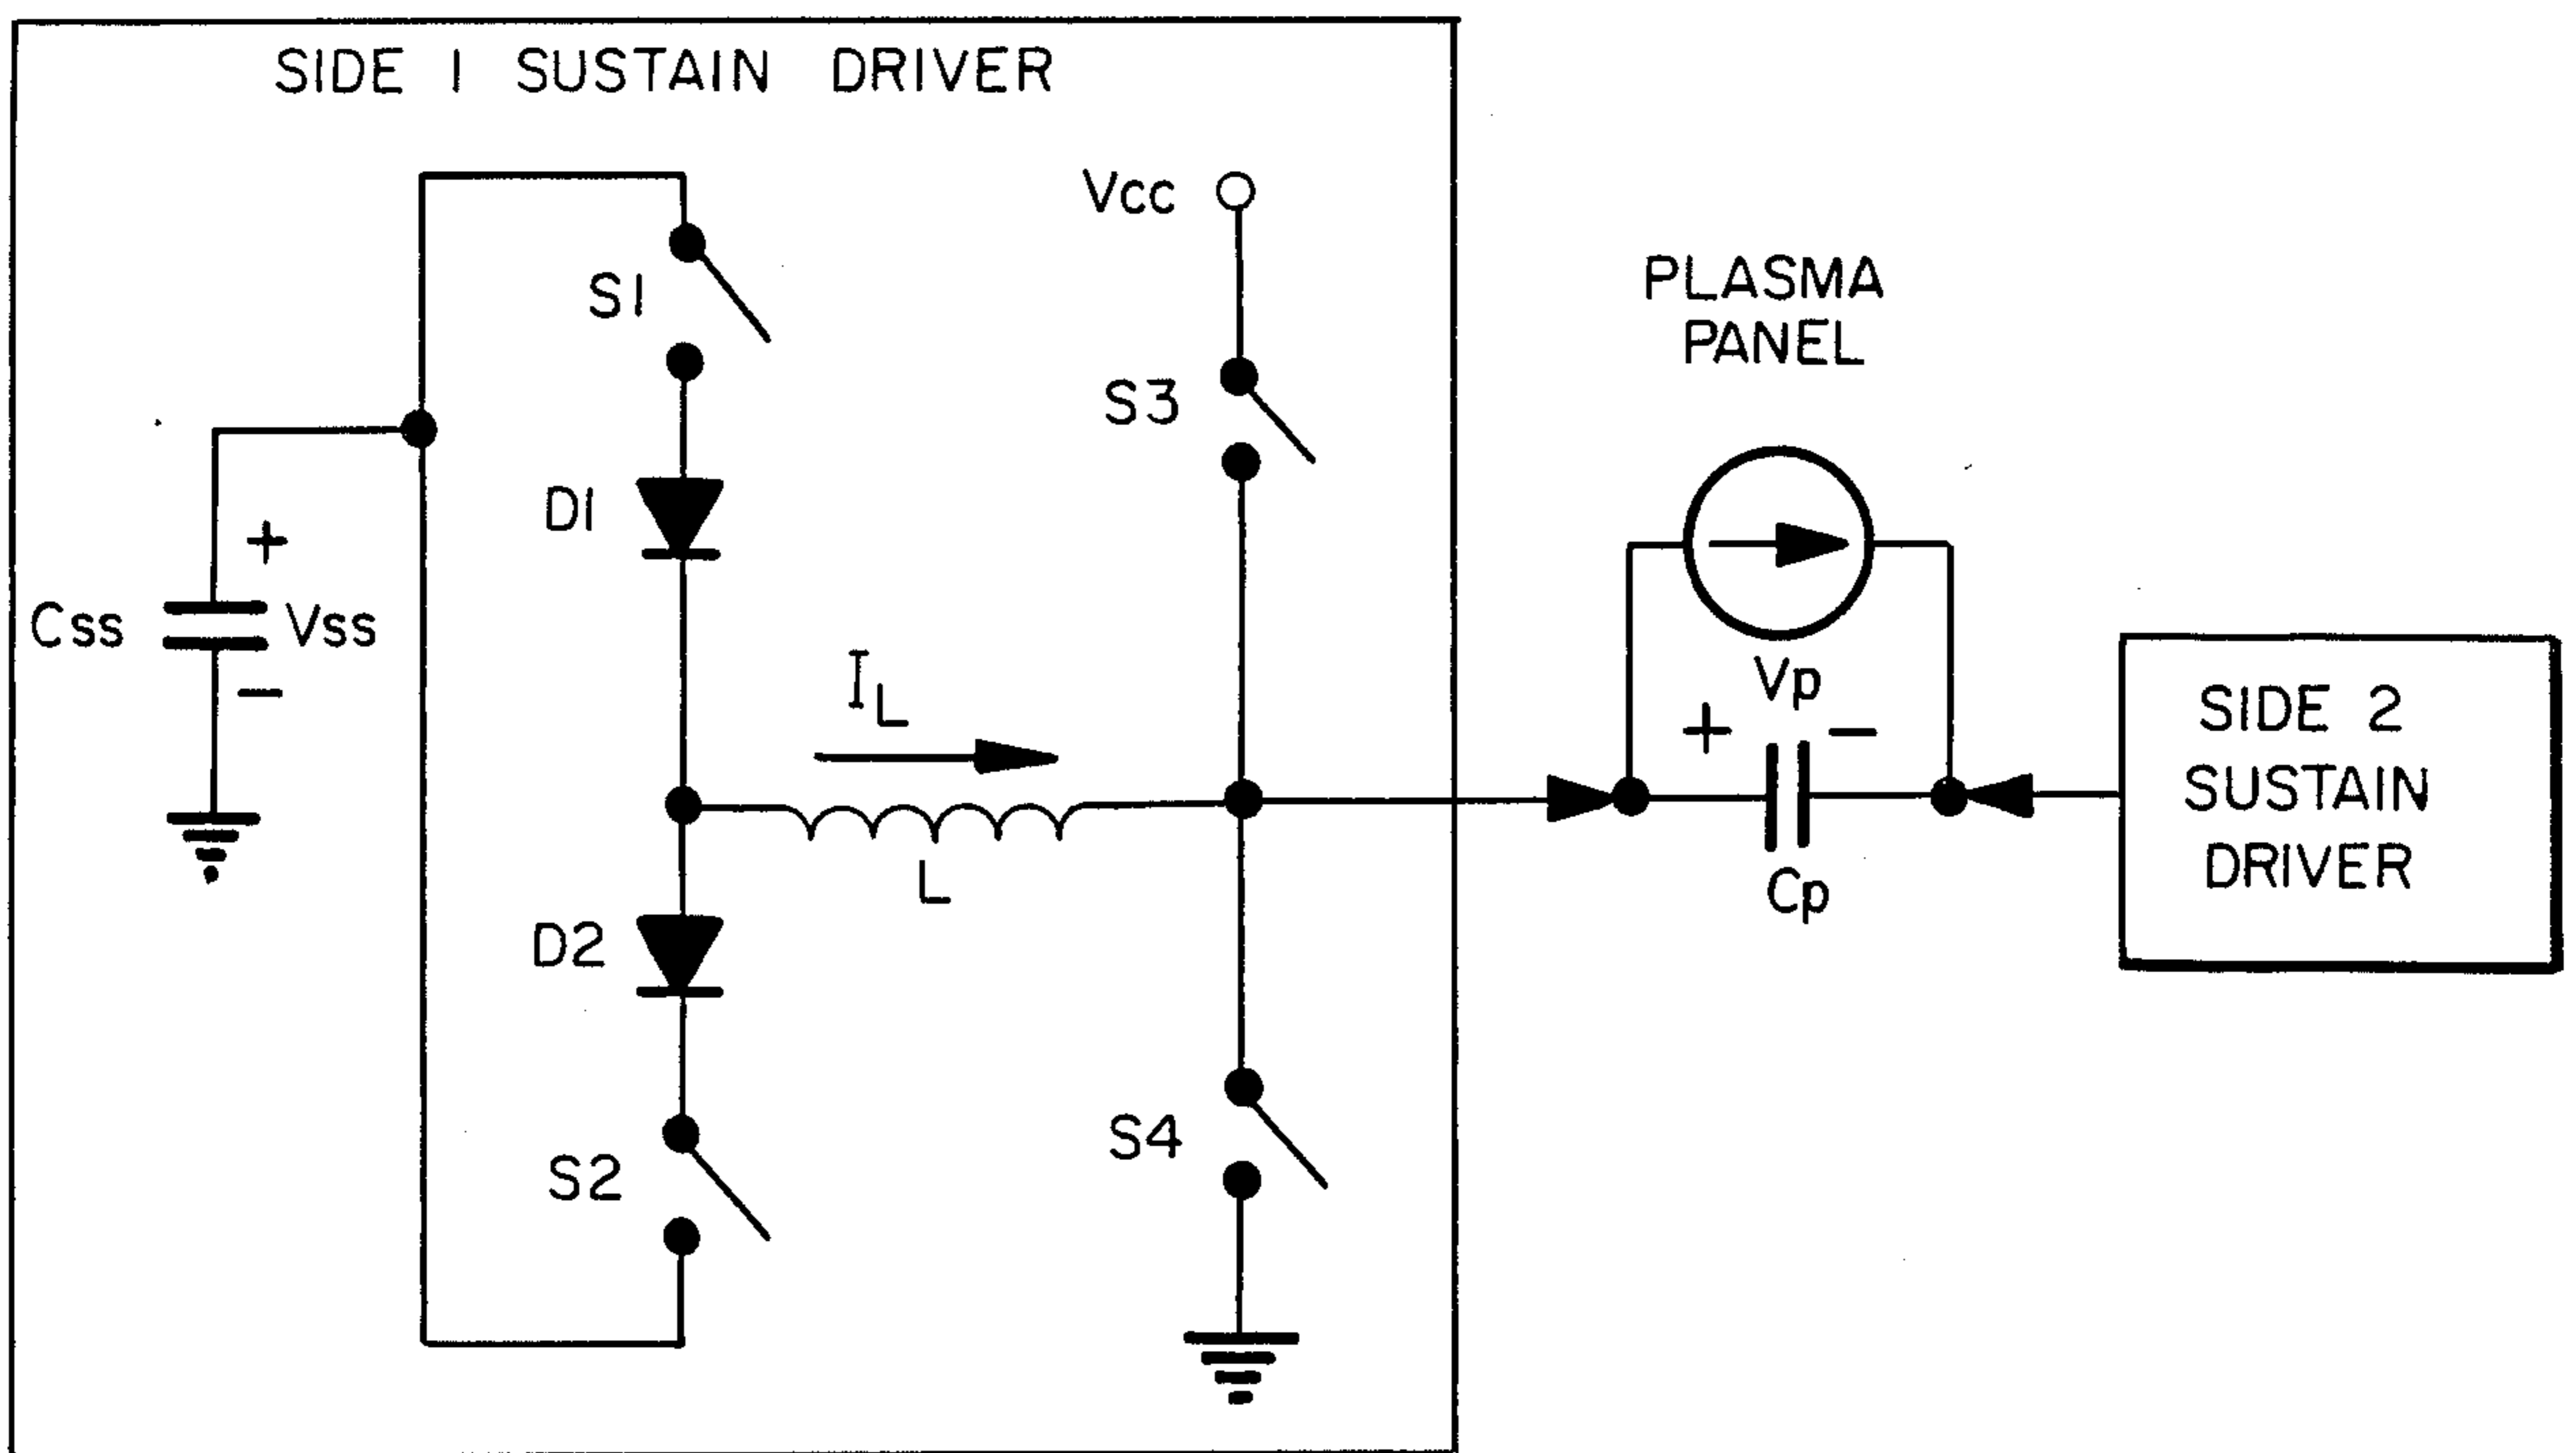 SIDE 1 SUSTAIN DRIVER
Vcc
S1
S3
PLASMA
PANEL
D1
+
Css
Vss
−
IL
Vp
+
−
SIDE 2
SUSTAIN
DRIVER
L
Cp
D2
S4
S2